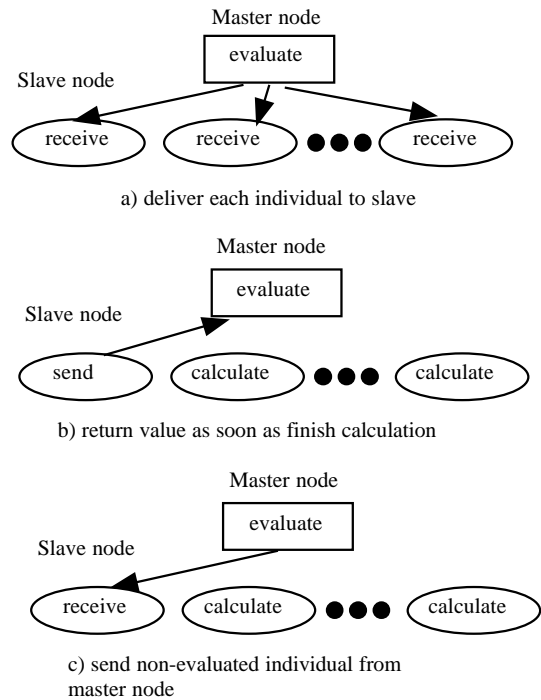 Master node
evaluate
Slave node
receive receive receive
a) deliver each individual to slave
Master node
evaluate
Slave node
send calculate calculate
b) return value as soon as finish calculation
Master node
evaluate
Slave node
receive calculate calculate
c) send non-evaluated individual from
master node